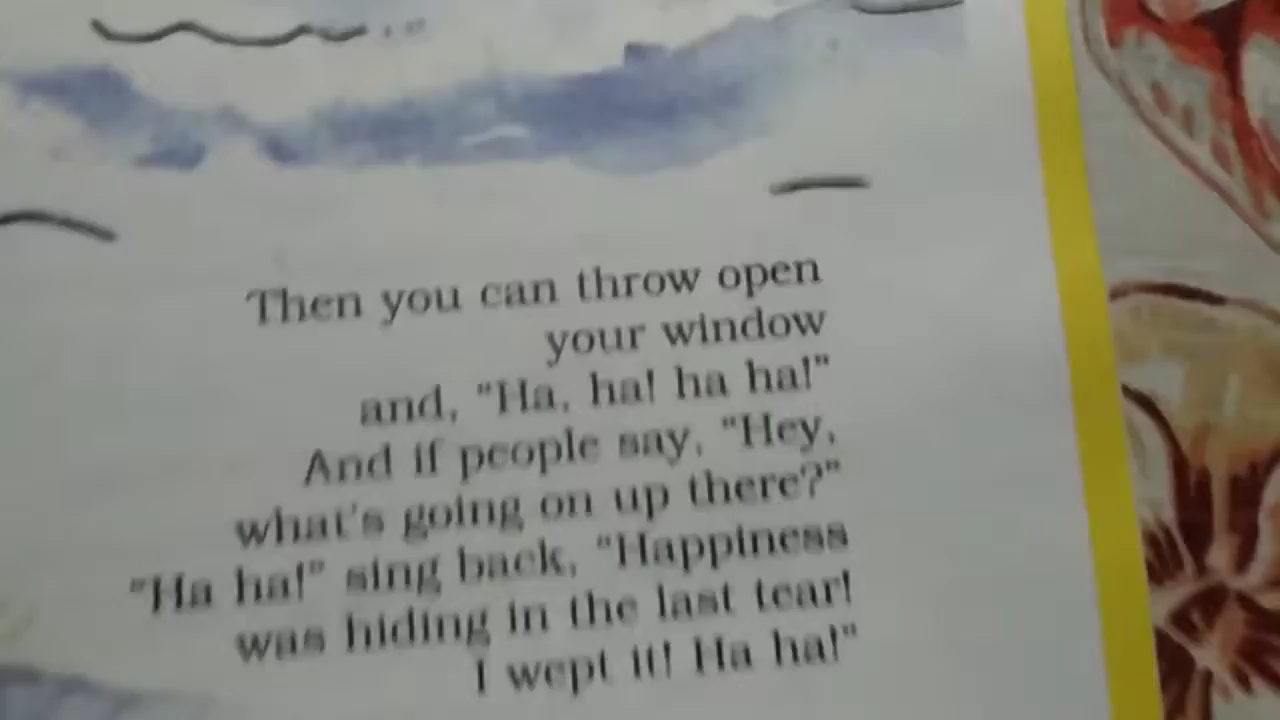 Then you can throw open
your window
and, "Ha, ha! ha ha!"
And if people say, "Hey,
what's going on up there?"
"Ha ha!" sing back, "Happiness
was hiding in the last tear!
I wept it! Ha ha!"